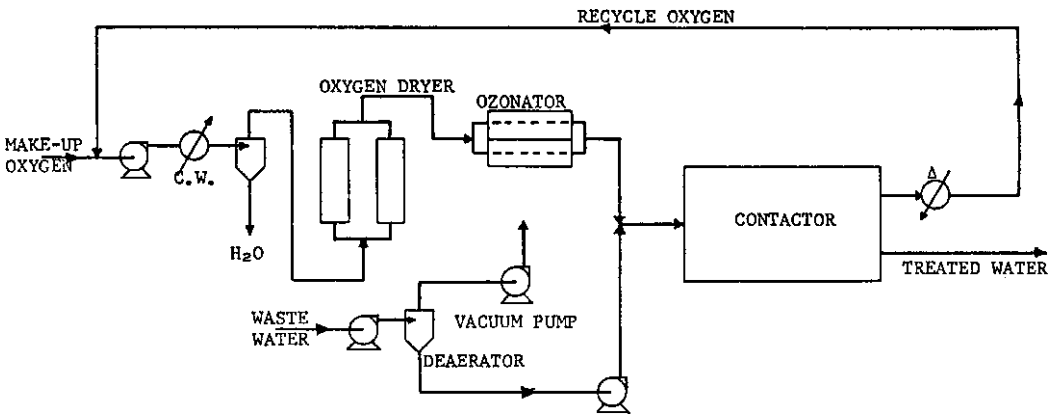 RECYCLE OXYGEN
OXYGEN DRYER
OZONATOR
MAKE-UP
OXYGEN
C.W.
H₂O
Δ
CONTACTOR
TREATED WATER
WASTE
WATER
VACUUM PUMP
DEAERATOR